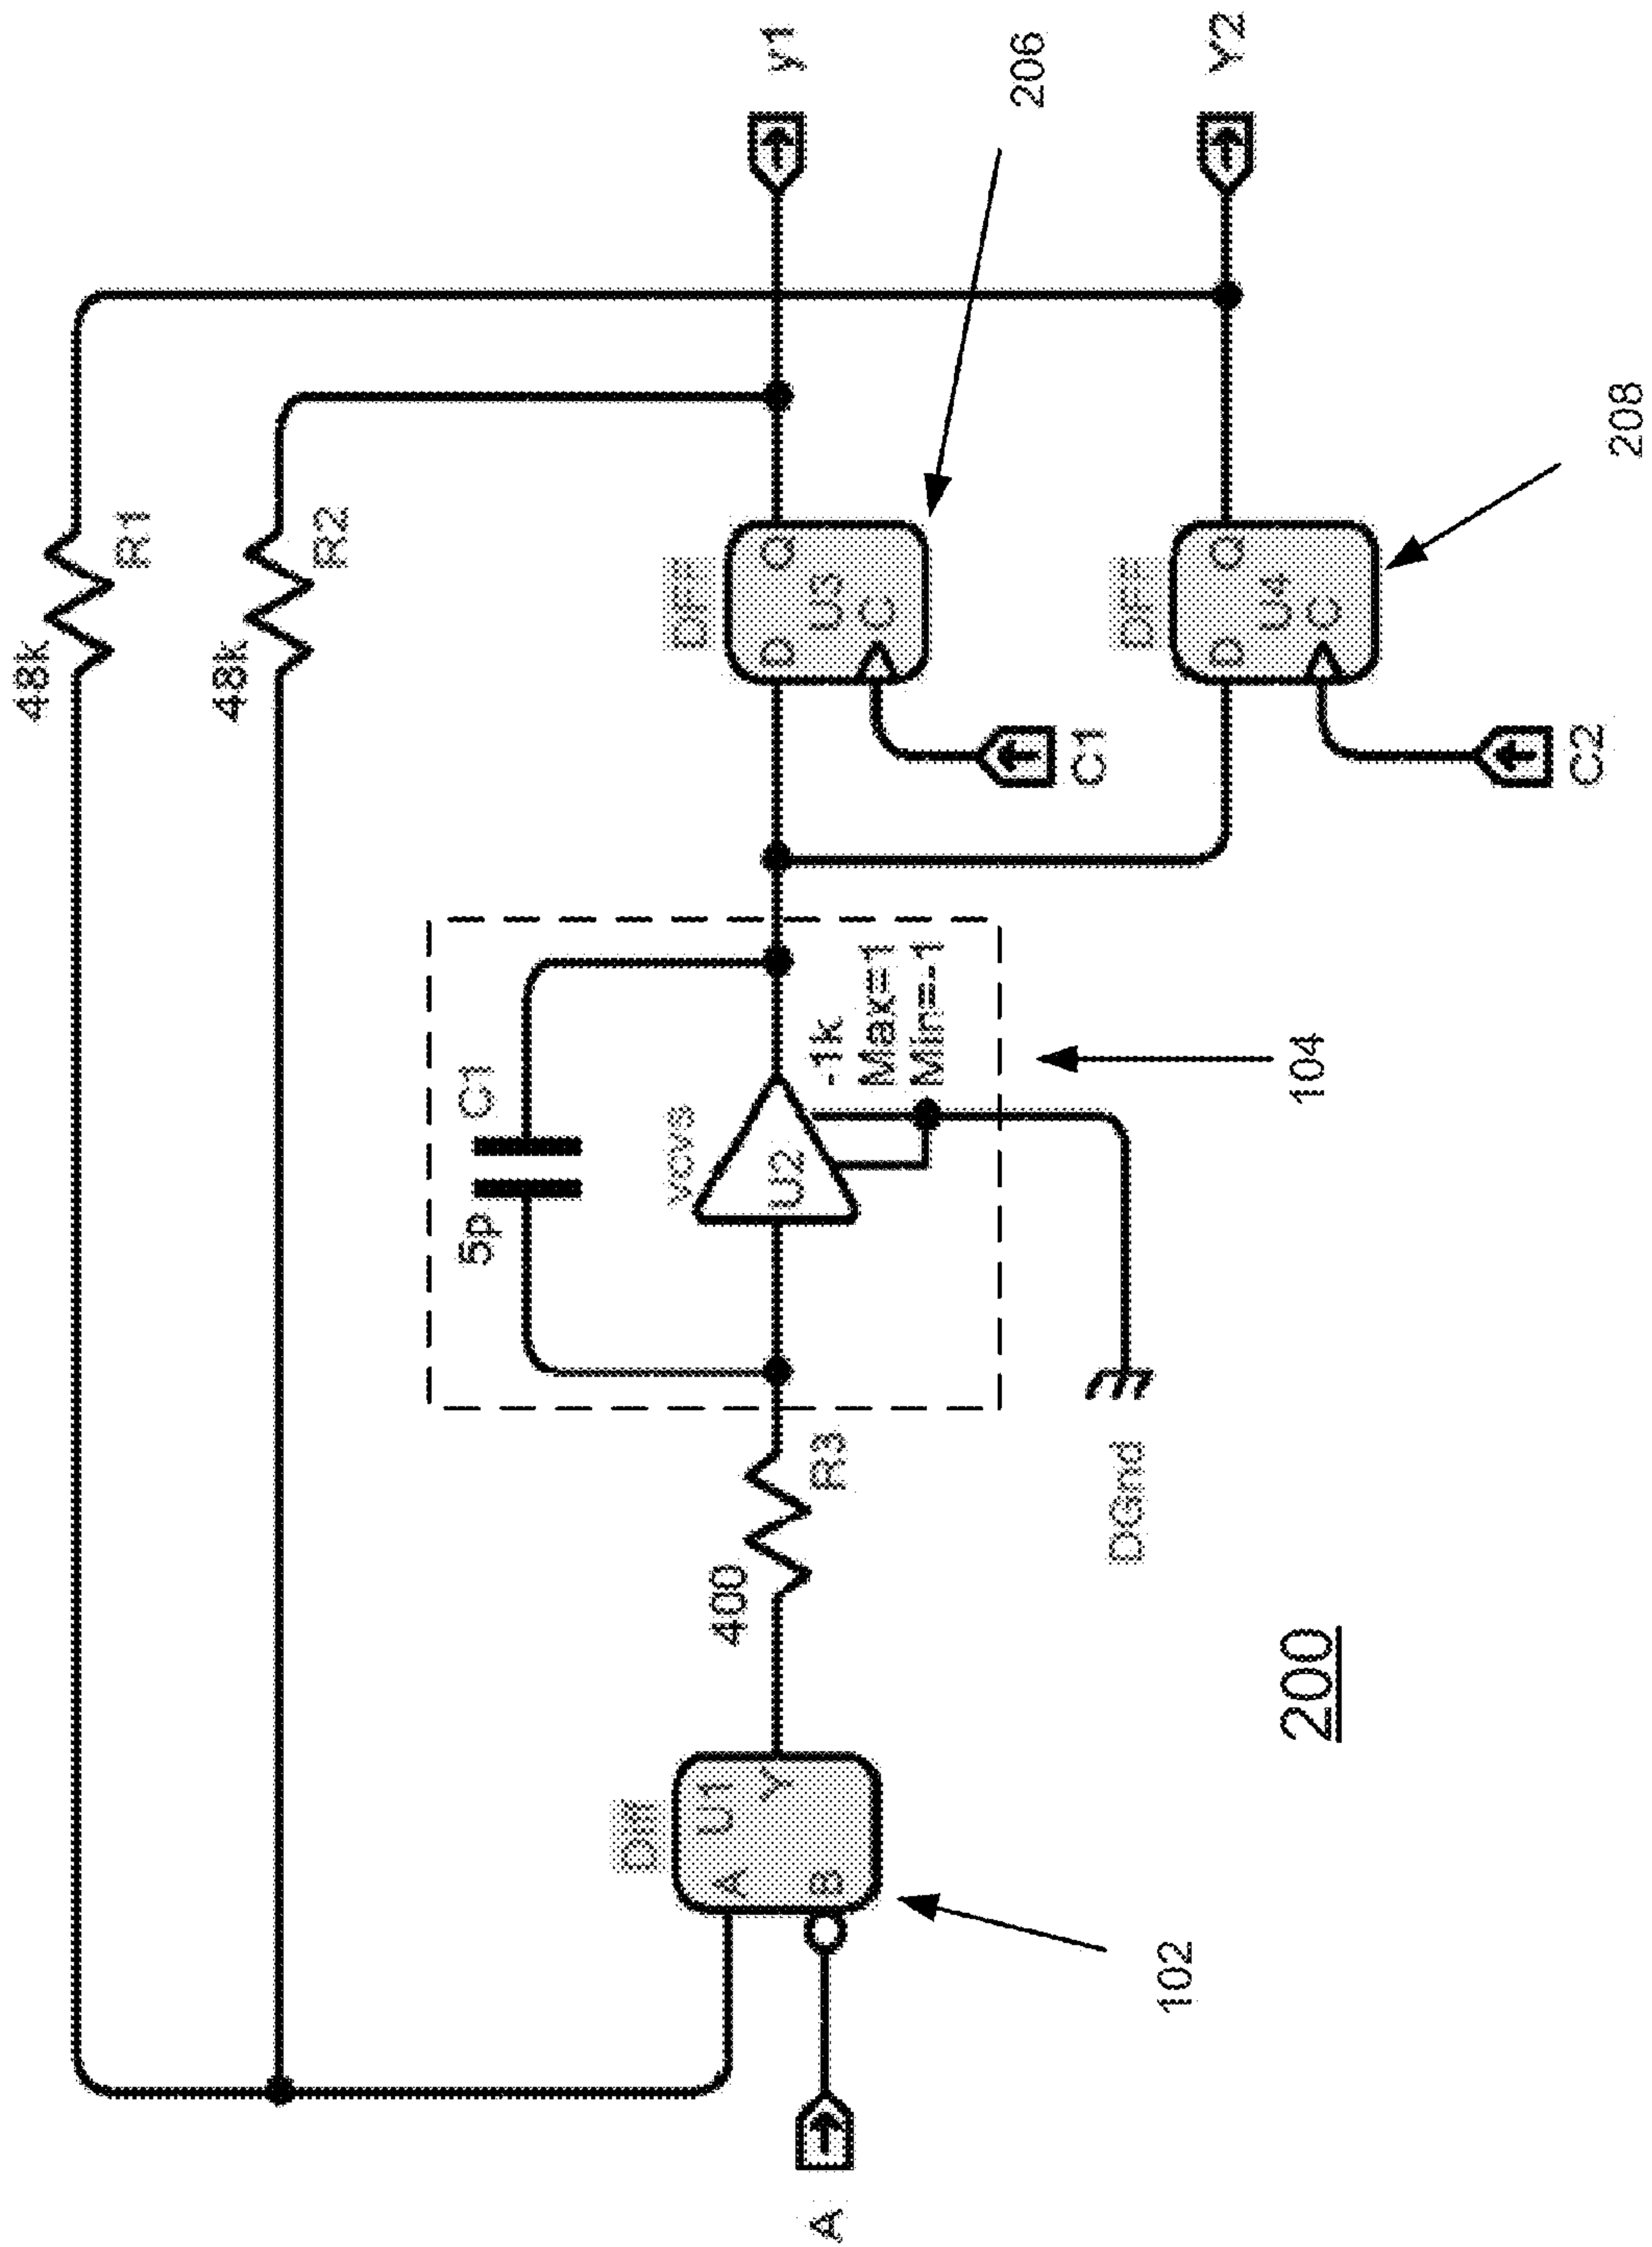 48k
R1
48k
R2
5p
C1
vcvs
U2
-1k
Max=1
Min=-1
DFF
D
Q
U3
C
C1
y1
206
Diff
U1
A
Y
B
400
R3
A
102
DGnd
104
DFF
D
Q
U4
C
C2
Y2
208
200